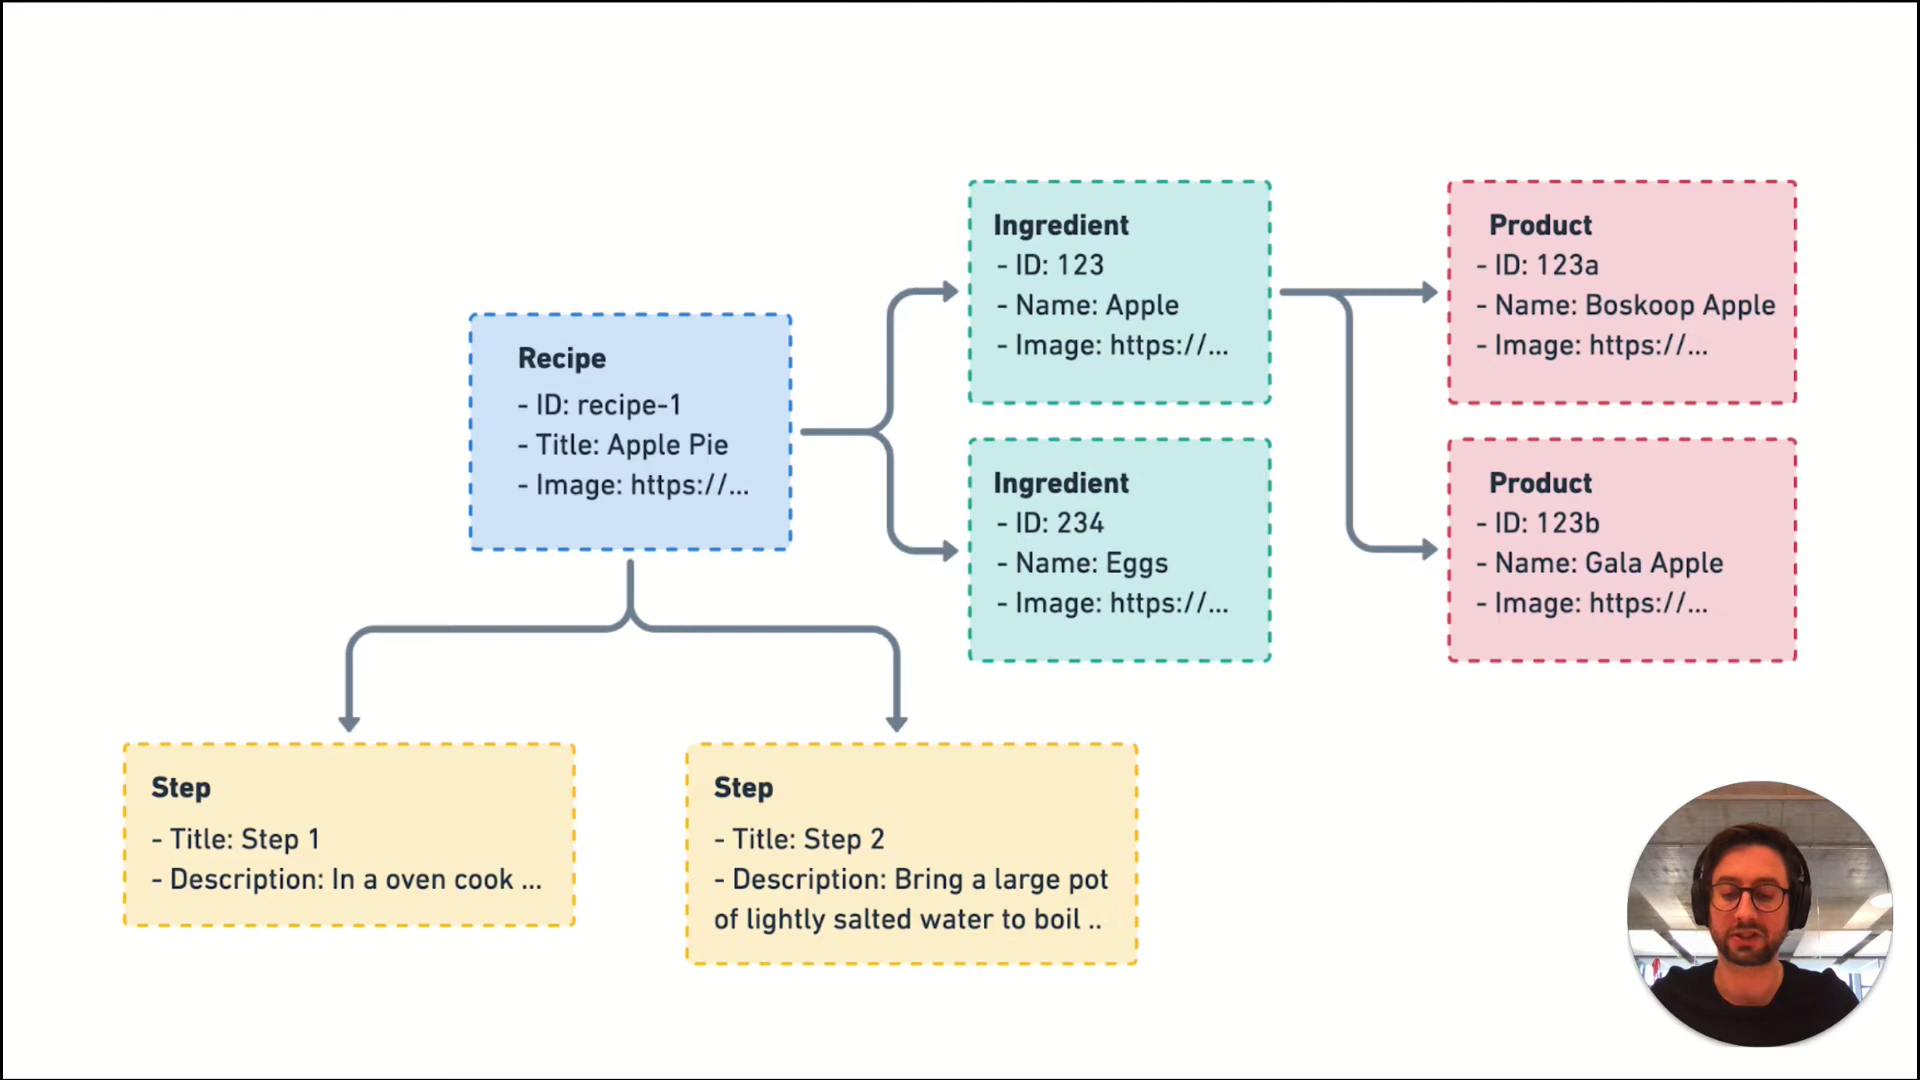 Recipe
- ID: recipe-1
- Title: Apple Pie
- Image: https://...
Ingredient
- ID: 123
- Name: Apple
- Image: https://...
Ingredient
- ID: 234
- Name: Eggs
- Image: https://...
Product
- ID: 123a
- Name: Boskoop Apple
- Image: https://...
Product
- ID: 123b
- Name: Gala Apple
- Image: https://...
Step
- Title: Step 1
- Description: In a oven cook ...
Step
- Title: Step 2
- Description: Bring a large pot
of lightly salted water to boil ..